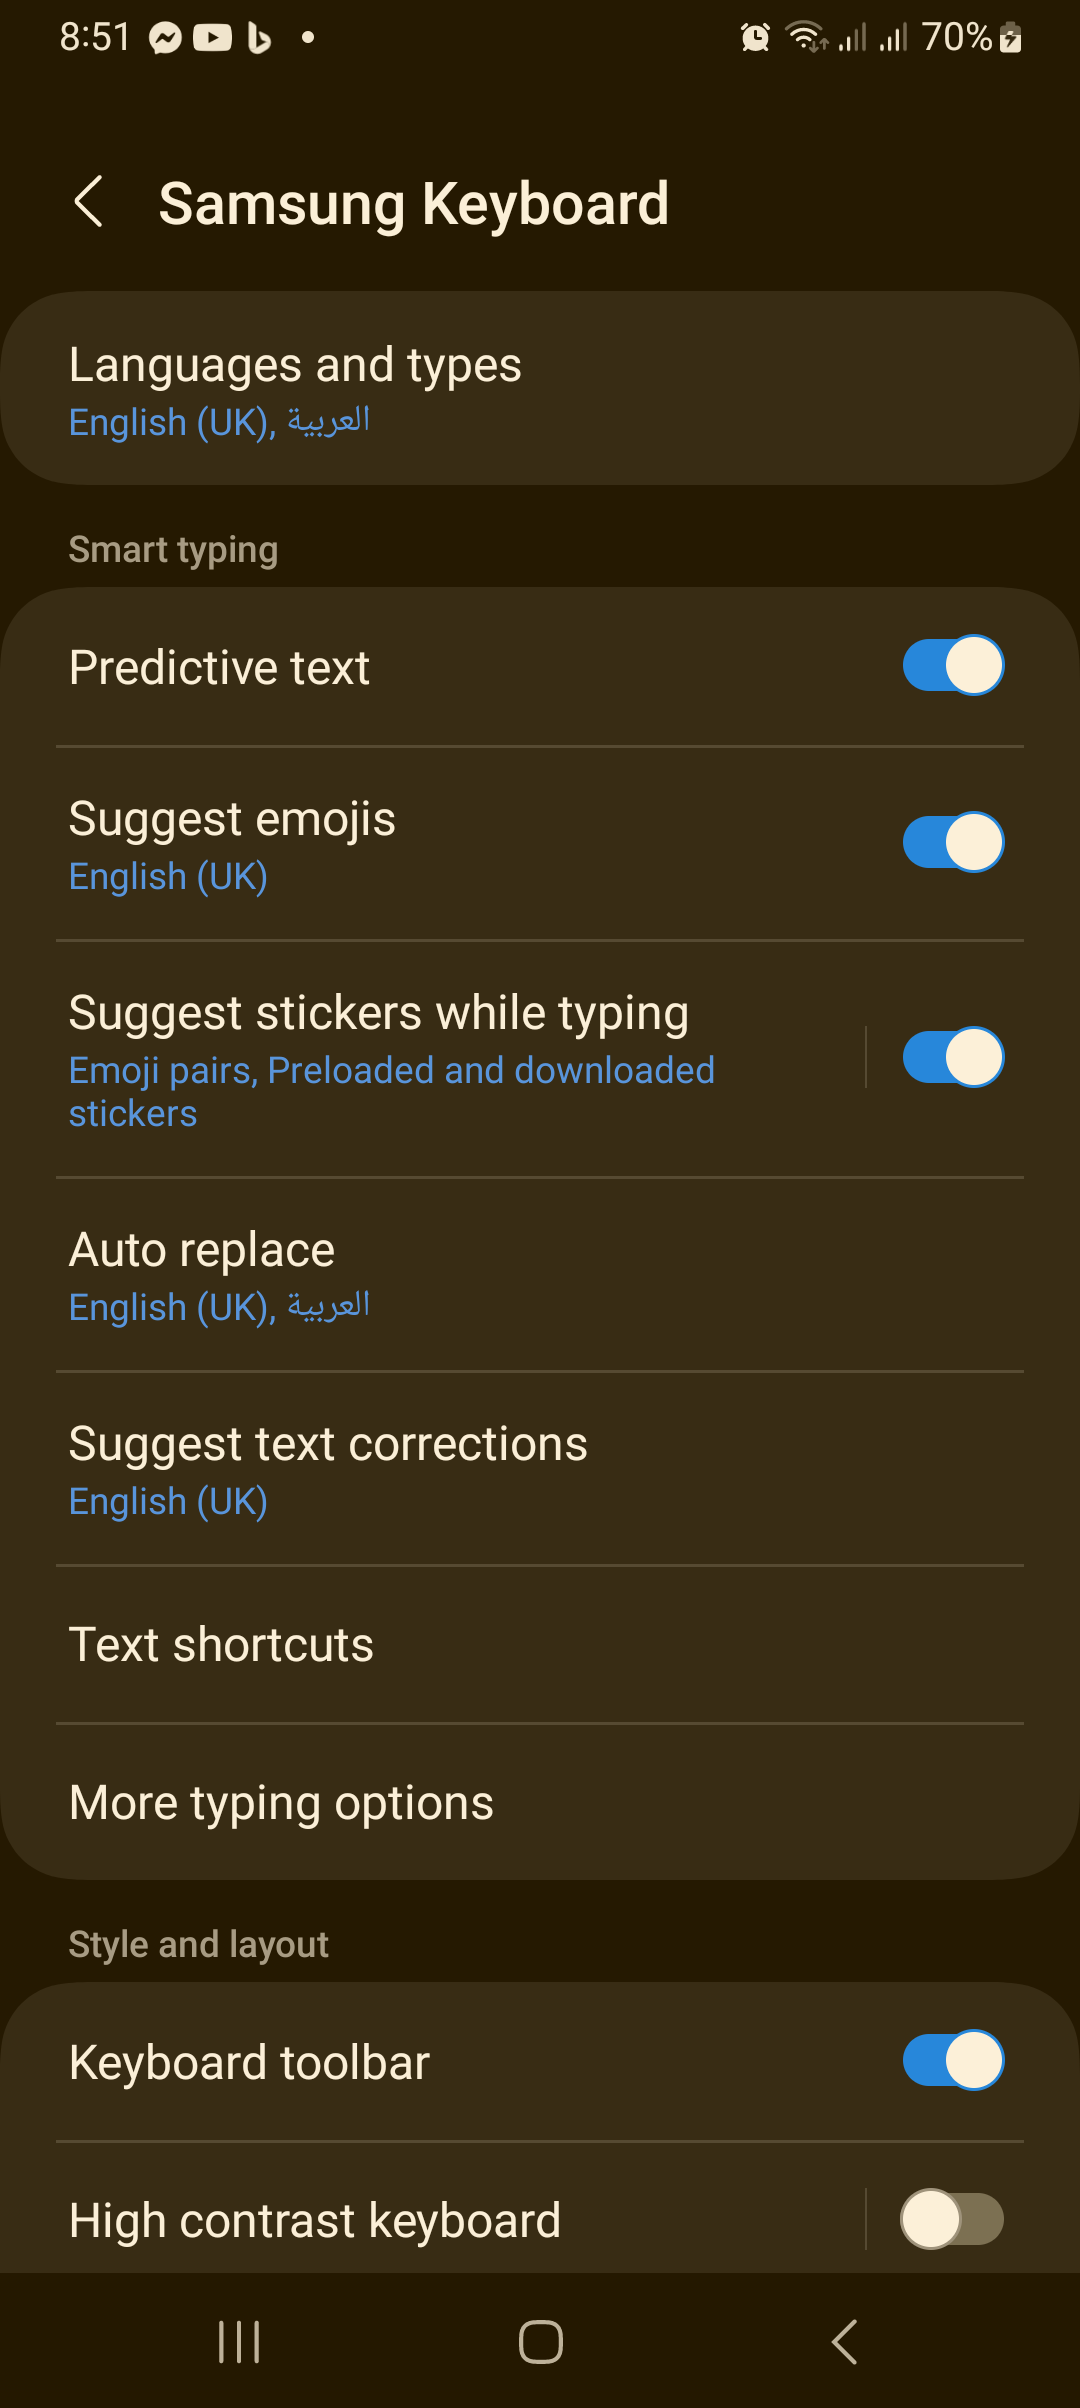 8:51
70%
Samsung Keyboard
Languages and types
English (UK), العربية
Smart typing
Predictive text
Suggest emojis
English (UK)
Suggest stickers while typing
Emoji pairs, Preloaded and downloaded
stickers
Auto replace
English (UK), العربية
Suggest text corrections
English (UK)
Text shortcuts
More typing options
Style and layout
Keyboard toolbar
High contrast keyboard